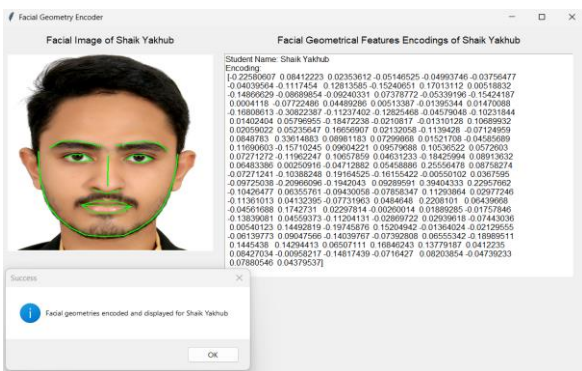 Facial Geometry Encoder
Facial Image of Shaik Yakhub
Facial Geometrical Features Encodings of Shaik Yakhub
Student Name: Shaik Yakhub
Encoding:
[-0.22580607 0.08412223 0.02353612 -0.05146525 -0.04993746 -0.03756477
-0.04039564 -0.1117454 0.12813585 -0.15240651 0.17013112 0.00518832
-0.14866629 -0.08689854 -0.09240331 0.07378772 -0.05339196 -0.15424187
0.0004118 -0.07722486 0.04489286 0.00513387 -0.01395344 0.01470088
-0.16808613 -0.30822387 -0.11237402 -0.12825468 -0.04579048 -0.10231844
0.01402404 0.05796955 -0.18472238 -0.0210817 -0.01310128 0.10689932
0.02059022 0.05235647 0.16656907 0.02132058 -0.1139428 -0.07124959
0.0848783 0.33614883 0.08981183 0.07299868 0.01521708 -0.04585689
0.11690603 -0.15710245 0.09604221 0.09579688 0.10536522 0.0572603
0.07271272 -0.11962247 0.10657859 0.04631233 -0.18425994 0.08913632
0.06483386 0.00250916 -0.04712882 0.05458886 0.25556478 0.08758274
-0.07271241 -0.10388248 0.19164525 -0.16155422 -0.00550102 0.0367595
-0.09725038 -0.20966096 -0.1942043 0.09289591 0.39404333 0.22957662
-0.10426477 0.06355761 -0.09430058 -0.07858347 0.11293864 0.02977246
-0.11361013 0.04132395 -0.07731963 0.0484648 0.2208101 0.06439668
-0.04561688 0.1742731 0.02297814 -0.00260014 0.01889285 -0.01757846
-0.13839081 0.04559373 -0.11204131 -0.02869722 0.02939618 -0.07443036
0.00540123 0.14492819 -0.19745876 0.15204942 -0.01364024 -0.02129555
-0.06139773 0.09047566 -0.14039767 -0.07392808 0.06555342 -0.18989511
0.1445438 0.14294413 0.06507111 0.16846243 0.13779187 0.0412235
0.08427034 -0.00958217 -0.14817439 -0.0716427 0.08203854 -0.04739233
0.07880546 0.04379537]
Success
Facial geometries encoded and displayed for Shaik Yakhub
OK